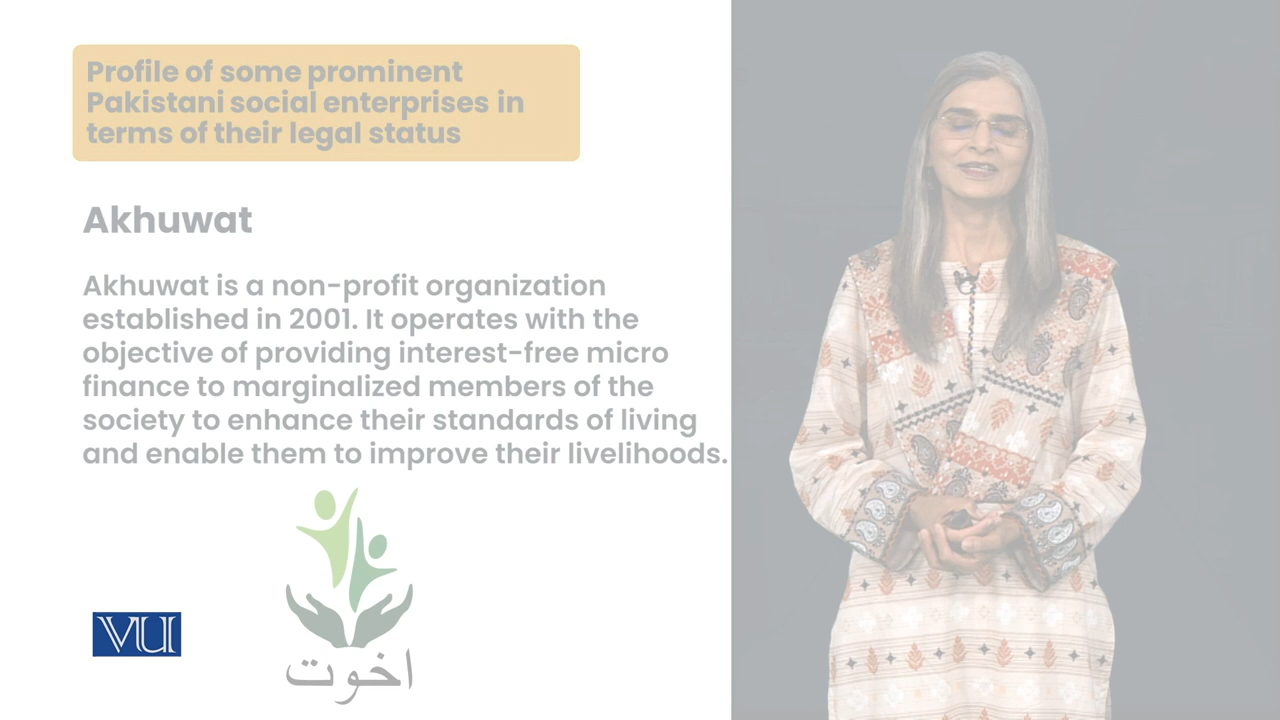 Profile of some prominent
Pakistani social enterprises in
terms of their legal status
Akhuwat
Akhuwat is a non-profit organization
established in 2001. It operates with the
objective of providing interest-free micro
finance to marginalized members of the
society to enhance their standards of living
and enable them to improve their livelihoods.
اخوت
VU